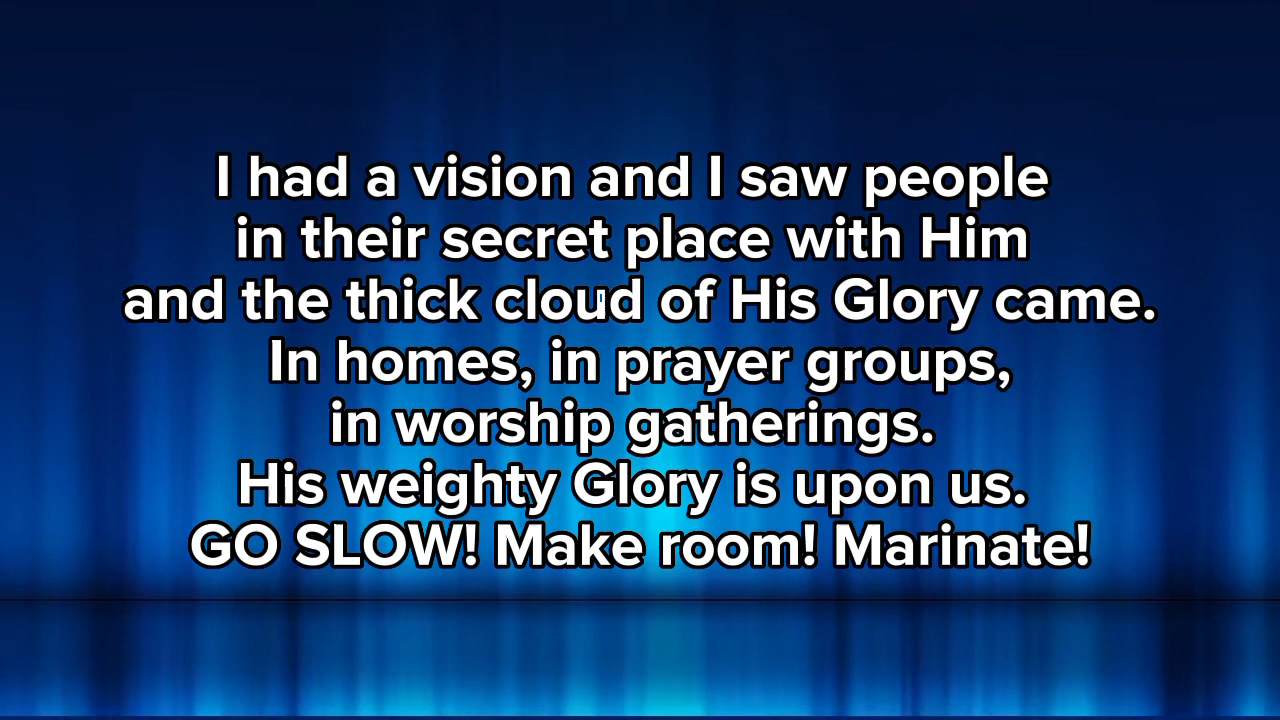 I had a vision and I saw people
in their secret place with Him
and the thick cloud of His Glory came.
In homes, in prayer groups,
in worship gatherings.
His weighty Glory is upon us.
GO SLOW! Make room! Marinate!